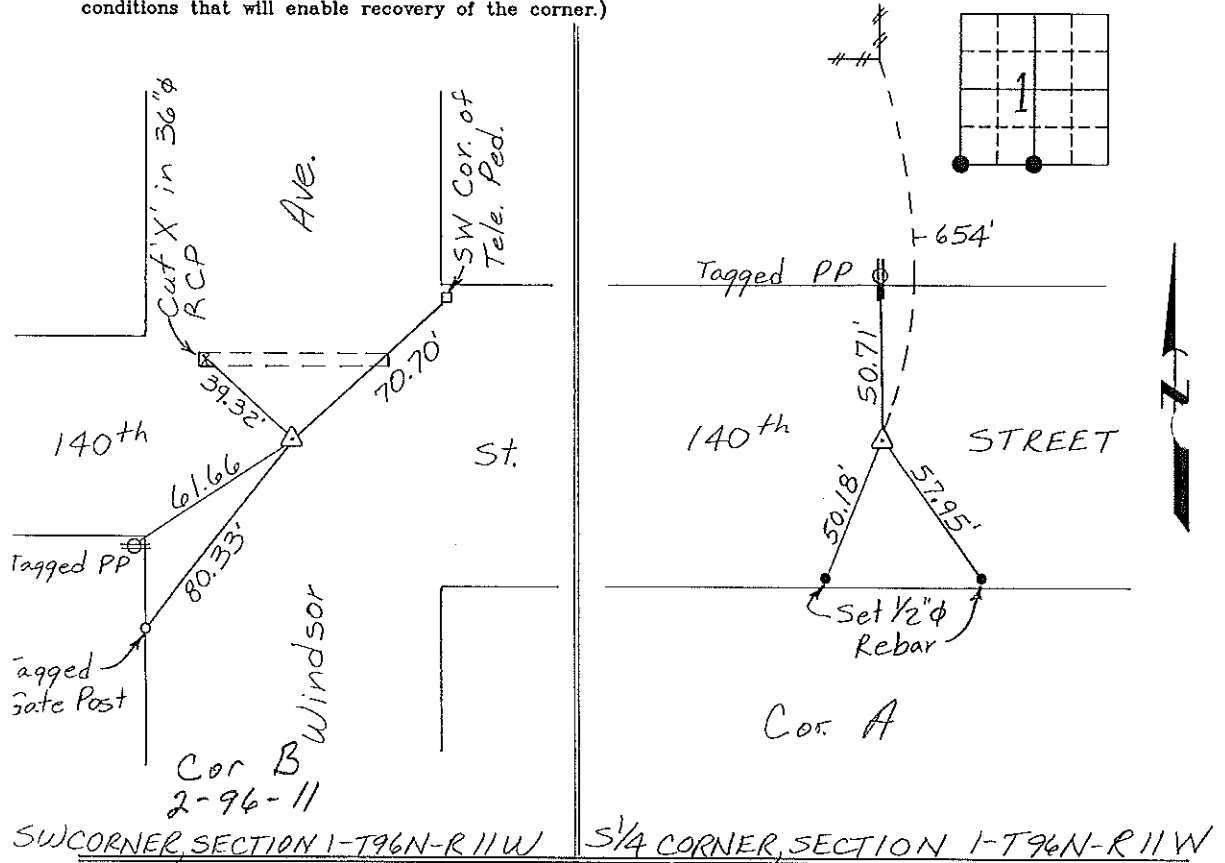 conditions that will enable recovery of the corner.)
Cut 'X' in 36"φ
RCP
Ave.
SW Cor. of
Tele. Ped.
39.32'
70.70'
140th
St.
61.66
80.33'
Tagged PP
agged
ate Post
Windsor
Cor B
2-96-11
SW CORNER, SECTION 1-T96N-R11W
1
654'
Tagged PP
50.71'
140th
STREET
50.18'
57.95'
Set 1/2"φ
Rebar
Cor. A
N
S1/4 CORNER, SECTION 1-T96N-R11W